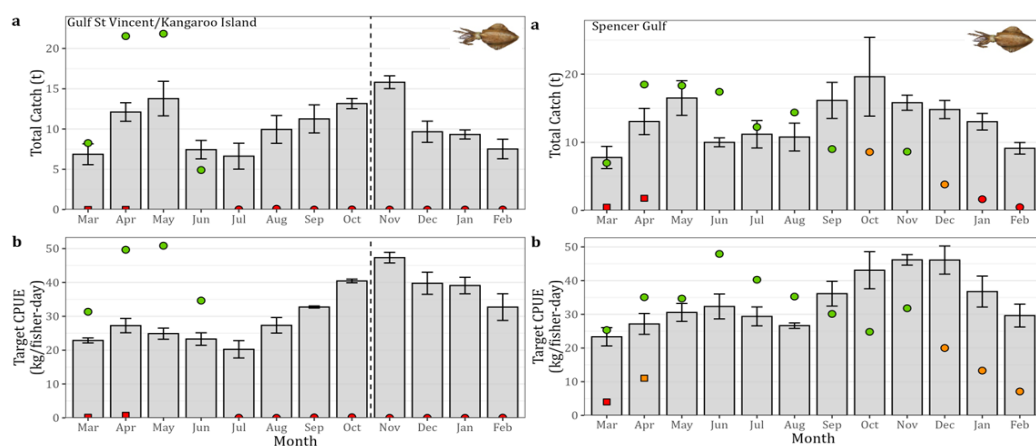 a
Gulf St Vincent/Kangaroo Island
Total Catch (t)
20
15
10
5
0
Mar Apr May Jun Jul Aug Sep Oct Nov Dec Jan Feb
b
Target CPUE
(kg/fisher-day)
50
40
30
20
10
0
Mar Apr May Jun Jul Aug Sep Oct Nov Dec Jan Feb
Month
a
Spencer Gulf
Total Catch (t)
20
10
0
Mar Apr May Jun Jul Aug Sep Oct Nov Dec Jan Feb
b
Target CPUE
(kg/fisher-day)
50
40
30
20
10
0
Mar Apr May Jun Jul Aug Sep Oct Nov Dec Jan Feb
Month